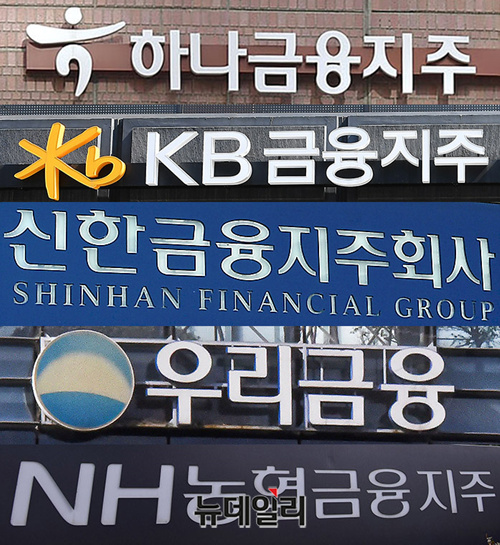 하나금융지주
Kb KB금융지주
신한금융지주회사
SHINHAN FINANCIAL GROUP
우리금융
NH농협금융지주
뉴데일리